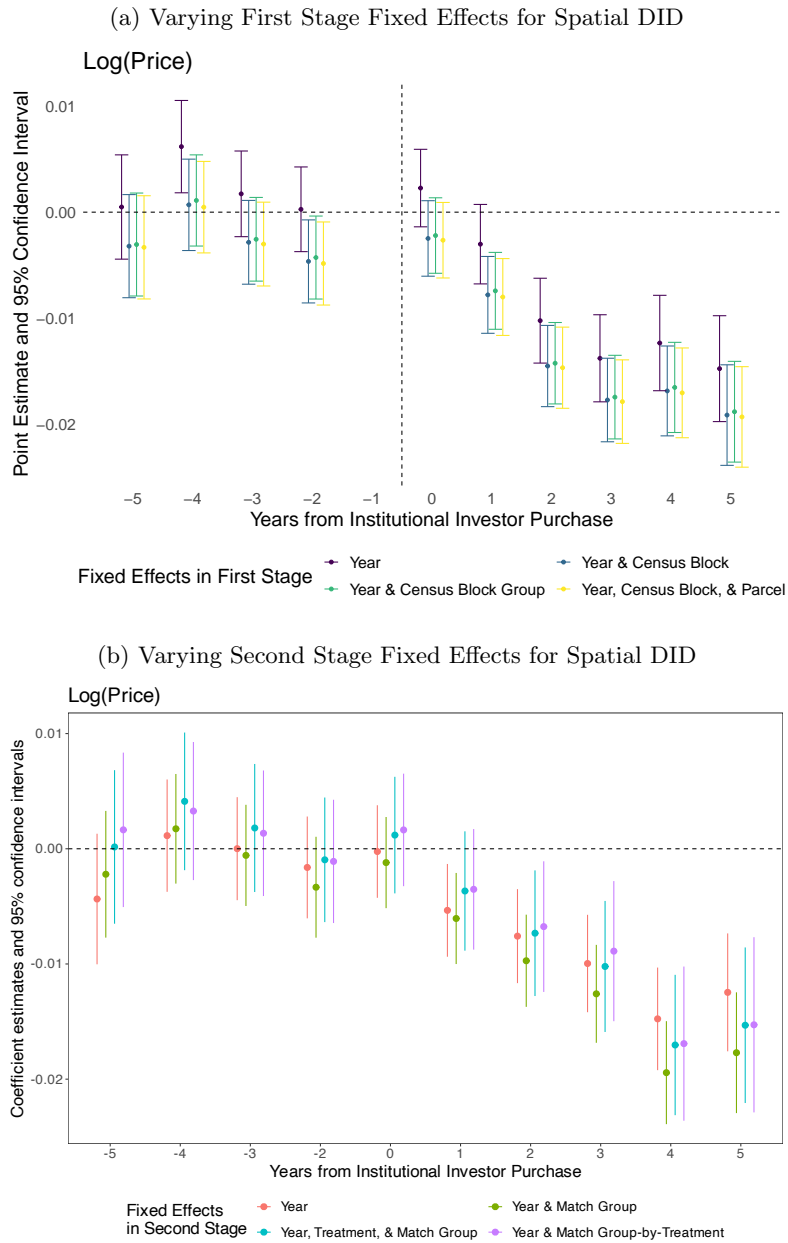 (a) Varying First Stage Fixed Effects for Spatial DID
Log(Price)
Point Estimate and 95% Confidence Interval
0.01
0.00
−0.01
−0.02
−5 −4 −3 −2 −1 0 1 2 3 4 5
Years from Institutional Investor Purchase
Fixed Effects in First Stage
Year
Year & Census Block
Year & Census Block Group
Year, Census Block, & Parcel
(b) Varying Second Stage Fixed Effects for Spatial DID
Log(Price)
Coefficient estimates and 95% confidence intervals
0.01
0.00
-0.01
-0.02
-5 -4 -3 -2 0 1 2 3 4 5
Years from Institutional Investor Purchase
Fixed Effects
in Second Stage
Year
Year & Match Group
Year, Treatment, & Match Group
Year & Match Group-by-Treatment